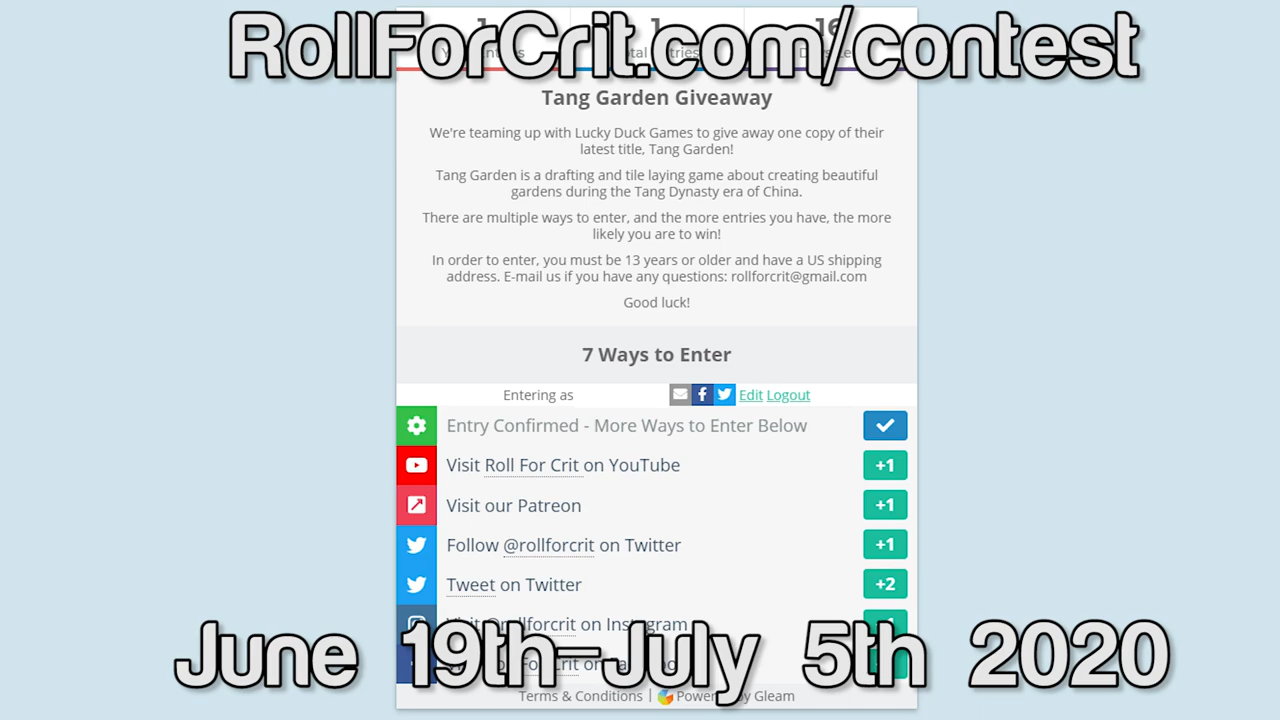 RollForCrit.com/contest
Tang Garden Giveaway
We're teaming up with Lucky Duck Games to give away one copy of their
latest title, Tang Garden!
Tang Garden is a drafting and tile laying game about creating beautiful
gardens during the Tang Dynasty era of China.
There are multiple ways to enter, and the more entries you have, the more
likely you are to win!
In order to enter, you must be 13 years or older and have a US shipping
address. E-mail us if you have any questions: rollforcrit@gmail.com
Good luck!
7 Ways to Enter
Entering as Edit Logout
Entry Confirmed - More Ways to Enter Below
Visit Roll For Crit on YouTube +1
Visit our Patreon +1
Follow @rollforcrit on Twitter +1
Tweet on Twitter +2
Visit @rollforcrit on Instagram
June 19th-July 5th 2020
Terms & Conditions | Powered by Gleam